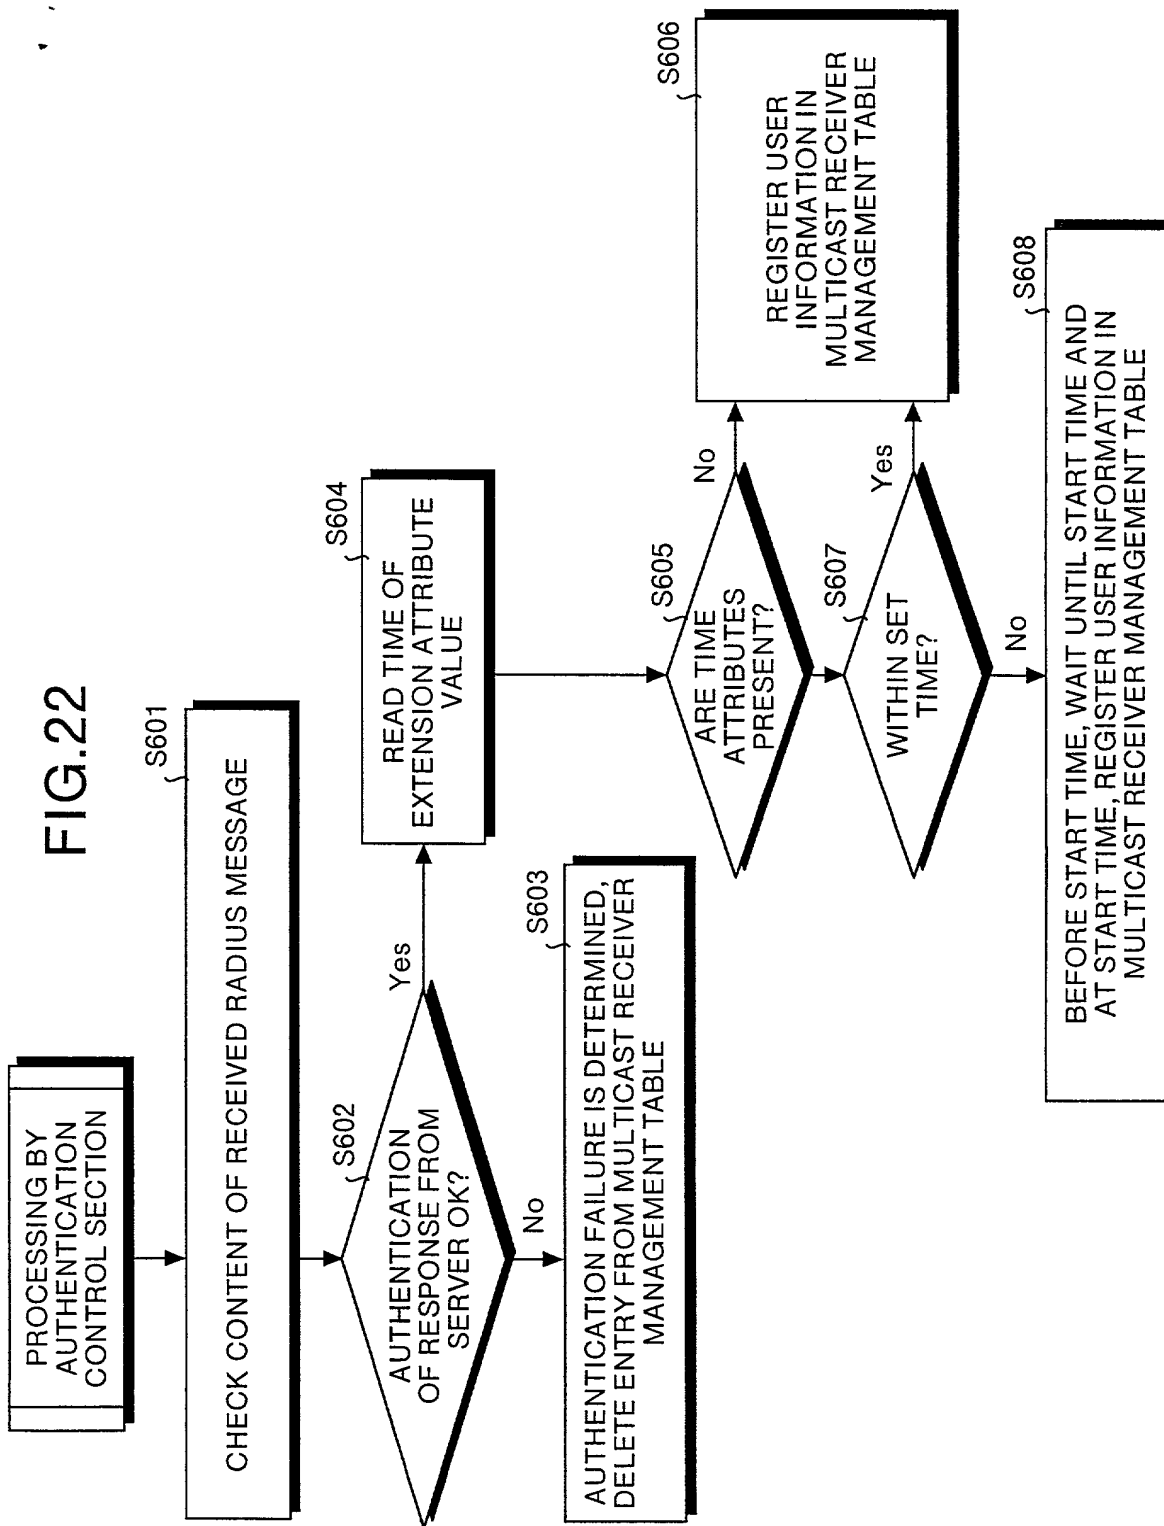 FIG.22
PROCESSING BY
AUTHENTICATION
CONTROL SECTION
S601
CHECK CONTENT OF RECEIVED RADIUS MESSAGE
S602
AUTHENTICATION
OF RESPONSE FROM
SERVER OK?
Yes
No
S603
AUTHENTICATION FAILURE IS DETERMINED,
DELETE ENTRY FROM MULTICAST RECEIVER
MANAGEMENT TABLE
S604
READ TIME OF
EXTENSION ATTRIBUTE
VALUE
S605
ARE TIME
ATTRIBUTES
PRESENT?
No
S606
REGISTER USER
INFORMATION IN
MULTICAST RECEIVER
MANAGEMENT TABLE
S607
WITHIN SET
TIME?
Yes
No
S608
BEFORE START TIME, WAIT UNTIL START TIME AND
AT START TIME, REGISTER USER INFORMATION IN
MULTICAST RECEIVER MANAGEMENT TABLE